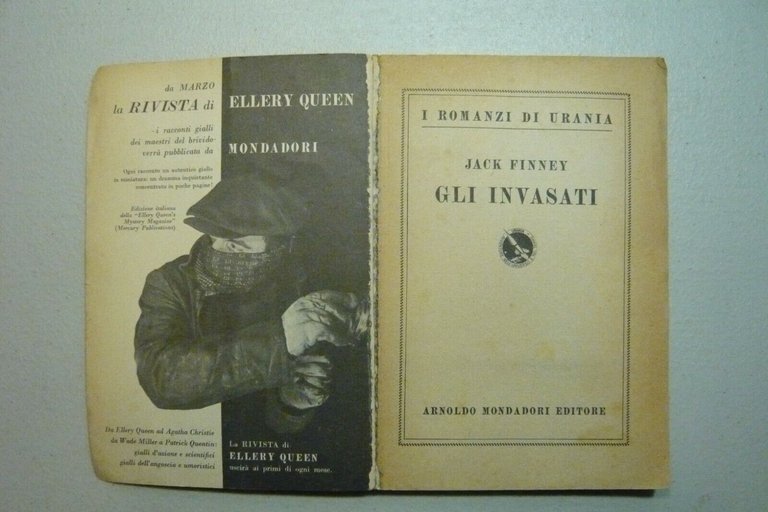 da MARZO
la RIVISTA di
ELLERY QUEEN
i racconti gialli
dei maestri del brivido
verrà pubblicata da
MONDADORI
Ogni racconto un autentico giallo
in miniatura: un dramma inquietante
concentrato in poche pagine!
Edizione italiana
della "Ellery Queen's
Mystery Magazine"
(Mercury Publications)
Da Ellery Queen ad Agatha Christie
da Wade Miller a Patrick Quentin:
gialli d'azione e scientifici
gialli dell'angoscia e umoristici
La RIVISTA di
ELLERY QUEEN
uscirà ai primi di ogni mese.
I ROMANZI DI URANIA
JACK FINNEY
GLI INVASATI
ARNOLDO MONDADORI EDITORE